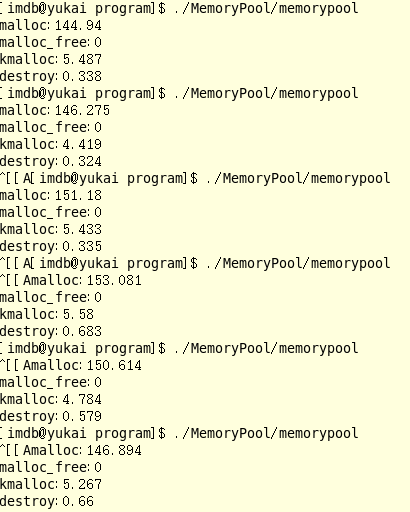 [imdb@yukai program]$ ./MemoryPool/memorypool
malloc: 144.94
malloc_free: 0
kmalloc: 5.487
destroy: 0.338
[imdb@yukai program]$ ./MemoryPool/memorypool
malloc: 146.275
malloc_free: 0
kmalloc: 4.419
destroy: 0.324
^[[A[imdb@yukai program]$ ./MemoryPool/memorypool
malloc: 151.18
malloc_free: 0
kmalloc: 5.433
destroy: 0.335
^[[A[imdb@yukai program]$ ./MemoryPool/memorypool
^[[Amalloc: 153.081
malloc_free: 0
kmalloc: 5.58
destroy: 0.683
[imdb@yukai program]$ ./MemoryPool/memorypool
^[[Amalloc: 150.614
malloc_free: 0
kmalloc: 4.784
destroy: 0.579
[imdb@yukai program]$ ./MemoryPool/memorypool
^[[Amalloc: 146.894
malloc_free: 0
kmalloc: 5.267
destroy: 0.66